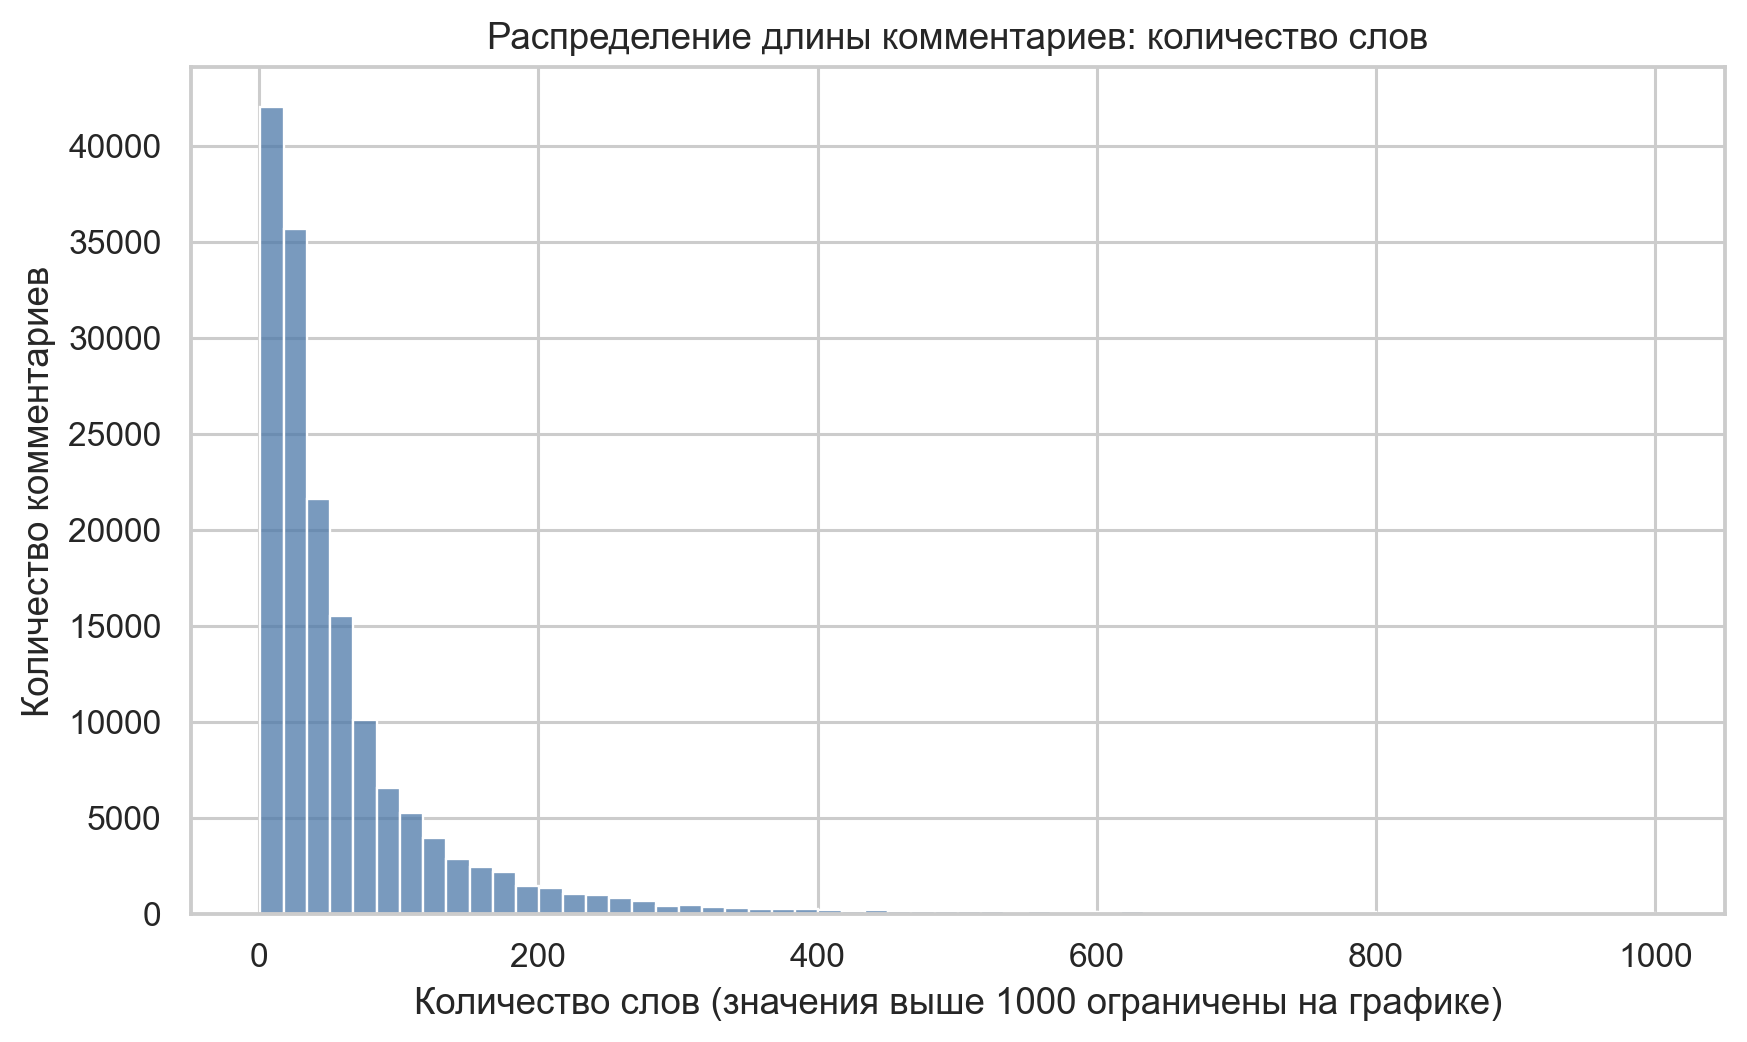 Распределение длины комментариев: количество слов
Количество комментариев
40000
35000
30000
25000
20000
15000
10000
5000
0
0 200 400 600 800 1000
Количество слов (значения выше 1000 ограничены на графике)